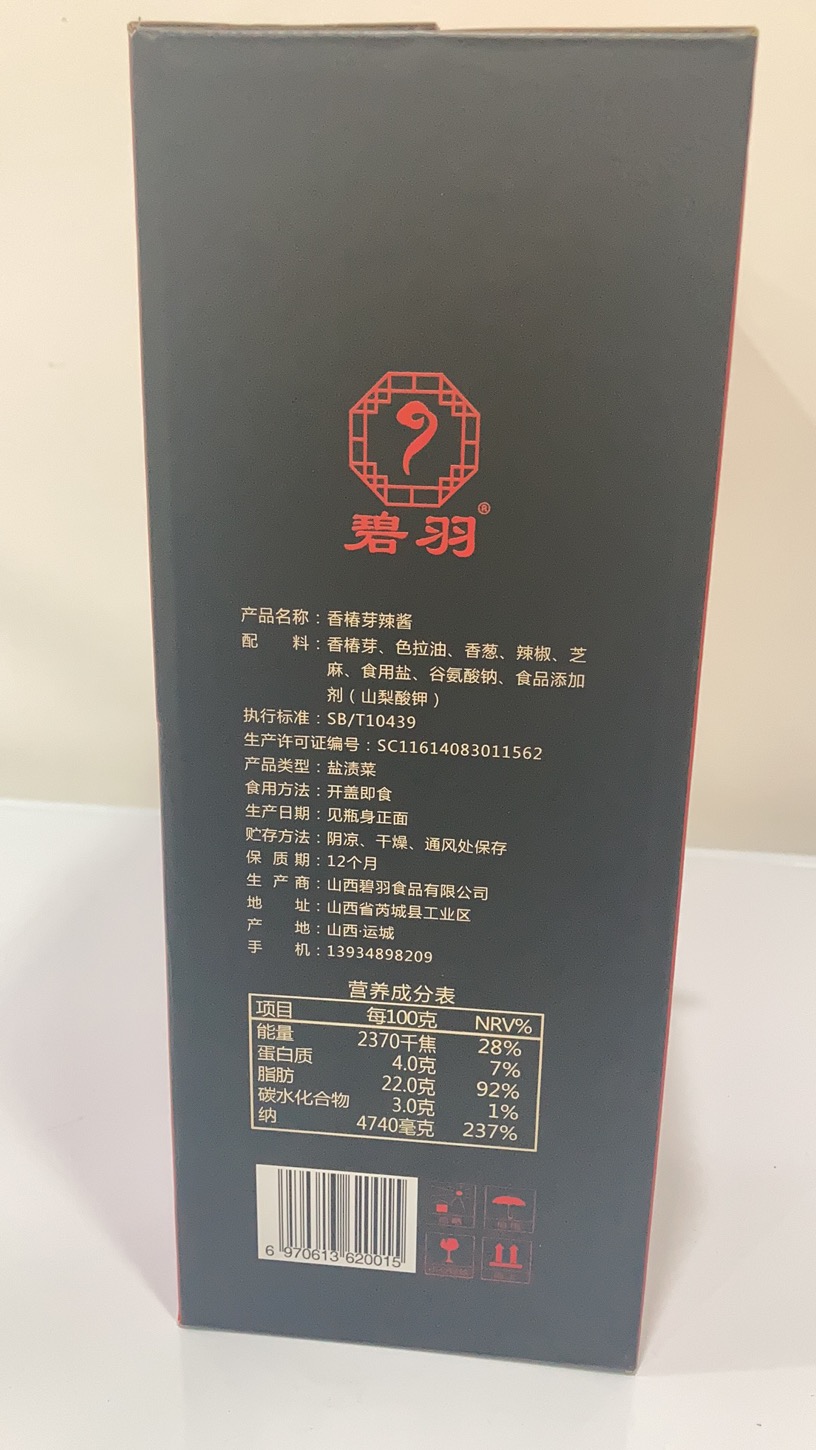 碧羽®
产品名称：香椿芽辣酱
配 料：香椿芽、色拉油、香葱、辣椒、芝
麻、食用盐、谷氨酸钠、食品添加
剂（山梨酸钾）
执行标准：SB/T10439
生产许可证编号：SC11614083011562
产品类型：盐渍菜
食用方法：开盖即食
生产日期：见瓶身正面
贮存方法：阴凉、干燥、通风处保存
保 质 期：12个月
生 产 商：山西碧羽食品有限公司
地 址：山西省芮城县工业区
产 地：山西·运城
手 机：13934898209
营养成分表
项目 每100克 NRV%
能量 2370千焦 28%
蛋白质 4.0克 7%
脂肪 22.0克 92%
碳水化合物 3.0克 1%
纳 4740毫克 237%
6 970613 620015